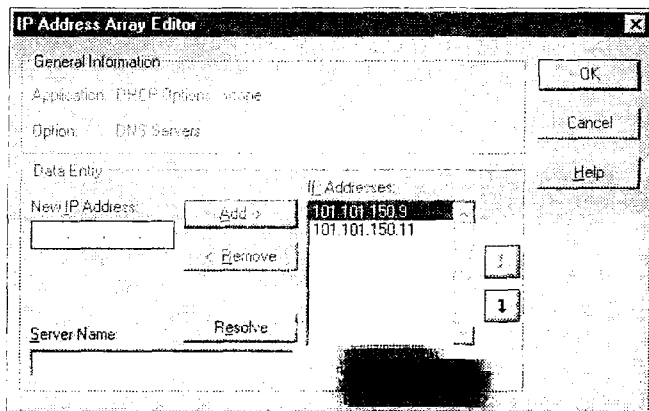 IP Address Array Editor
General Information
Application: DHCP Options: Scope
Option: DNS Servers
OK
Cancel
Help
Data Entry
New IP Address:
Add ->
<- Remove
IP Addresses:
101.101.150.9
101.101.150.11
Server Name:
Resolve